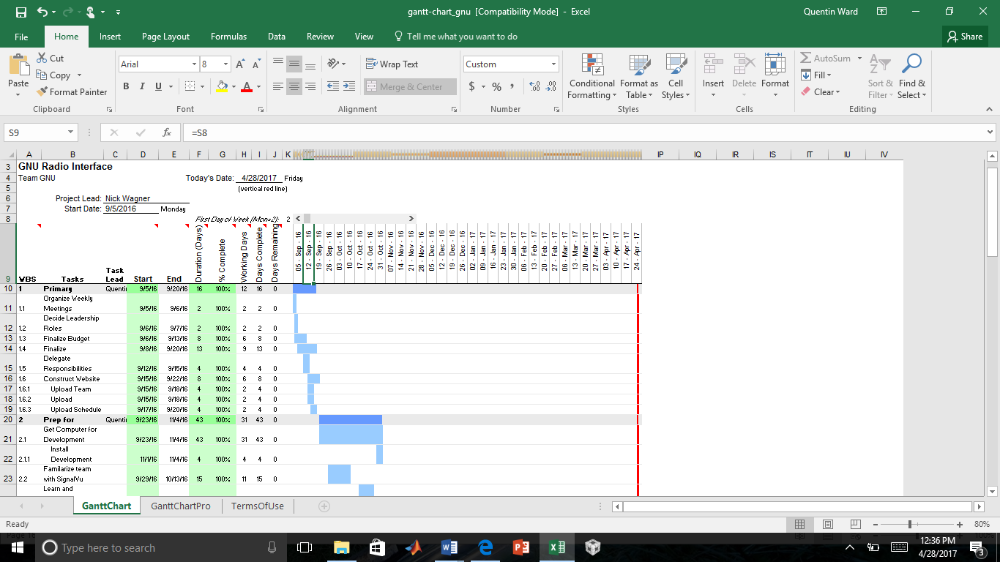 gantt-chart_gnu [Compatibility Mode] - Excel
Quentin Ward
File Home Insert Page Layout Formulas Data Review View Tell me what you want to do Share
Cut
Copy
Format Painter
Paste
Clipboard
Arial 8
B I U
Font
Wrap Text
Merge & Center
Alignment
Custom
$ % ,
Number
Conditional Formatting
Format as Table
Cell Styles
Styles
Insert Delete Format
Cells
AutoSum
Fill
Clear
Sort & Filter
Find & Select
Editing
S9 fx =S8
A B C D E F G H I J K IP IQ IR IS IT IU IV
3 GNU Radio Interface
4 Team GNU Today's Date: 4/28/2017 Friday
5 (vertical red line)
6 Project Lead: Nick Wagner
7 Start Date: 9/5/2016 Monday
8 First Day of Week (Mon=2): 2
9 WBS Tasks Task Lead Start End Duration (Days) % Complete Working Days Days Complete Days Remaining
05 - Sep - 16
12 - Sep - 16
19 - Sep - 16
26 - Sep - 16
03 - Oct - 16
10 - Oct - 16
17 - Oct - 16
24 - Oct - 16
31 - Oct - 16
07 - Nov - 16
14 - Nov - 16
21 - Nov - 16
28 - Nov - 16
05 - Dec - 16
12 - Dec - 16
19 - Dec - 16
26 - Dec - 16
02 - Jan - 17
09 - Jan - 17
16 - Jan - 17
23 - Jan - 17
30 - Jan - 17
06 - Feb - 17
13 - Feb - 17
20 - Feb - 17
27 - Feb - 17
06 - Mar - 17
13 - Mar - 17
20 - Mar - 17
27 - Mar - 17
03 - Apr - 17
10 - Apr - 17
17 - Apr - 17
24 - Apr - 17
10 1 Primary Quenti 9/5/16 9/20/16 16 100% 12 16 0
Organize Weekly
11 1.1 Meetings 9/5/16 9/6/16 2 100% 2 2 0
Decide Leadership
12 1.2 Roles 9/6/16 9/7/16 2 100% 2 2 0
13 1.3 Finalize Budget 9/6/16 9/13/16 8 100% 6 8 0
14 1.4 Finalize 9/8/16 9/20/16 13 100% 9 13 0
Delegate
15 1.5 Responsibilities 9/12/16 9/15/16 4 100% 4 4 0
16 1.6 Construct Website 9/15/16 9/22/16 8 100% 6 8 0
17 1.6.1 Upload Team 9/15/16 9/18/16 4 100% 2 4 0
18 1.6.2 Upload 9/15/16 9/18/16 4 100% 2 4 0
19 1.6.3 Upload Schedule 9/17/16 9/20/16 4 100% 2 4 0
20 2 Prep for Quenti 9/23/16 11/4/16 43 100% 31 43 0
Get Computer for
21 2.1 Development 9/23/16 11/4/16 43 100% 31 43 0
Install
22 2.1.1 Development 11/1/16 11/4/16 4 100% 4 4 0
Familarize team
23 2.2 with SignalVu 9/29/16 10/13/16 15 100% 11 15 0
Learn and
GanttChart GanttChartPro TermsOfUse
Ready 80%
Type here to search
12:36 PM
4/28/2017
3